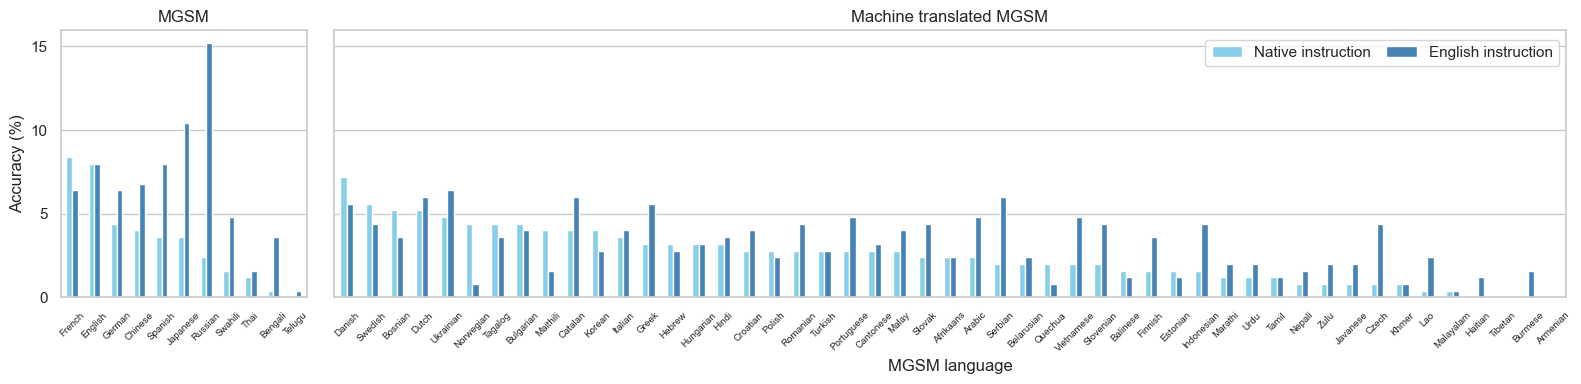 MGSM
Machine translated MGSM
Native instruction
English instruction
Accuracy (%)
15
10
5
0
French
English
German
Chinese
Spanish
Japanese
Russian
Swahili
Thai
Bengali
Telugu
Danish
Swedish
Bosnian
Dutch
Ukrainian
Norwegian
Tagalog
Bulgarian
Maithili
Catalan
Korean
Italian
Greek
Hebrew
Hungarian
Hindi
Croatian
Polish
Romanian
Turkish
Portuguese
Cantonese
Malay
Slovak
Afrikaans
Arabic
Serbian
Belarusian
Quechua
Vietnamese
Slovenian
Balinese
Finnish
Estonian
Indonesian
Marathi
Urdu
Tamil
Nepali
Zulu
Javanese
Czech
Khmer
Lao
Malayalam
Haitian
Tibetan
Burmese
Armenian
MGSM language